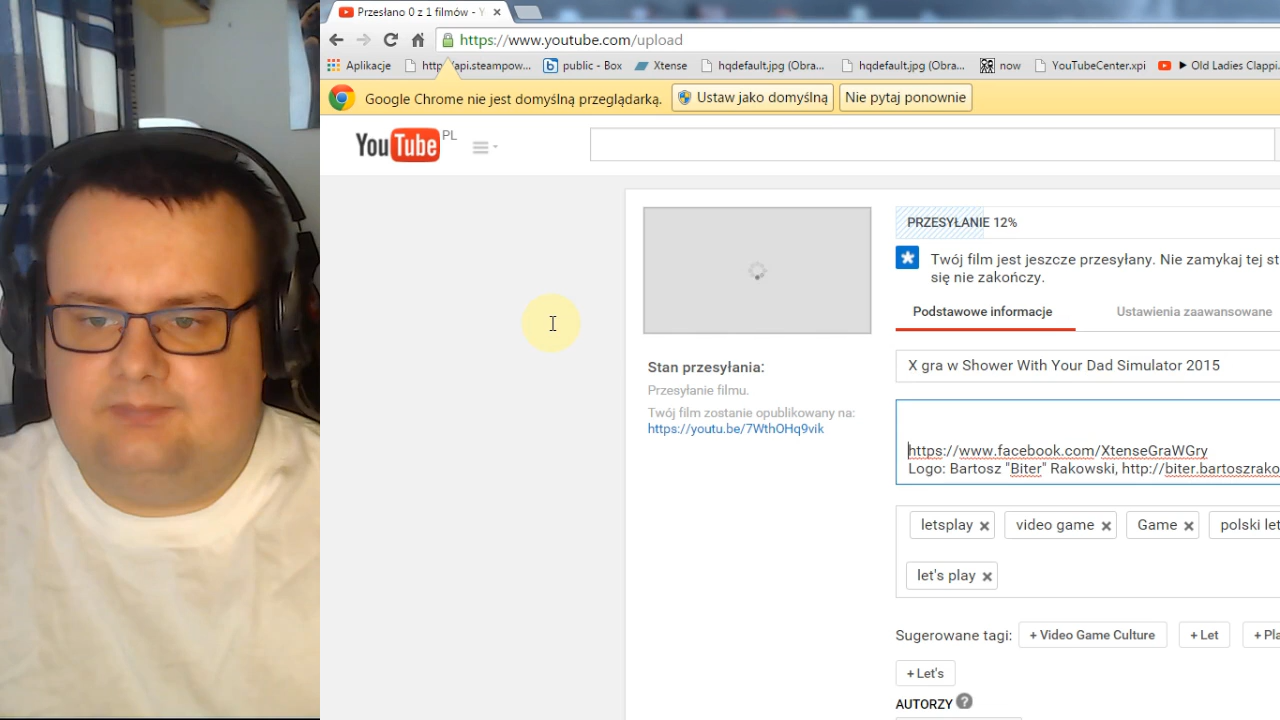 Przesłano 0 z 1 filmów - Y
https://www.youtube.com/upload
Aplikacje
public - Box
Xtense
hqdefault.jpg (Obra...
hqdefault.jpg (Obra...
now
YouTubeCenter.xpi
► Old Ladies Clappi
Google Chrome nie jest domyślną przeglądarką.
Ustaw jako domyślną
Nie pytaj ponownie
YouTube PL
PRZESYŁANIE 12%
Twój film jest jeszcze przesyłany. Nie zamykaj tej st
się nie zakończy.
Podstawowe informacje
Ustawienia zaawansowane
Stan przesyłania:
Przesyłanie filmu.
Twój film zostanie opublikowany na:
https://youtu.be/7WthOHq9vik
X gra w Shower With Your Dad Simulator 2015
https://www.facebook.com/XtenseGraWGry
Logo: Bartosz "Biter" Rakowski, http://biter.bartoszrako
letsplay
video game
Game
polski let
let's play
Sugerowane tagi:
+ Video Game Culture
+ Let
+ Pla
+ Let's
AUTORZY